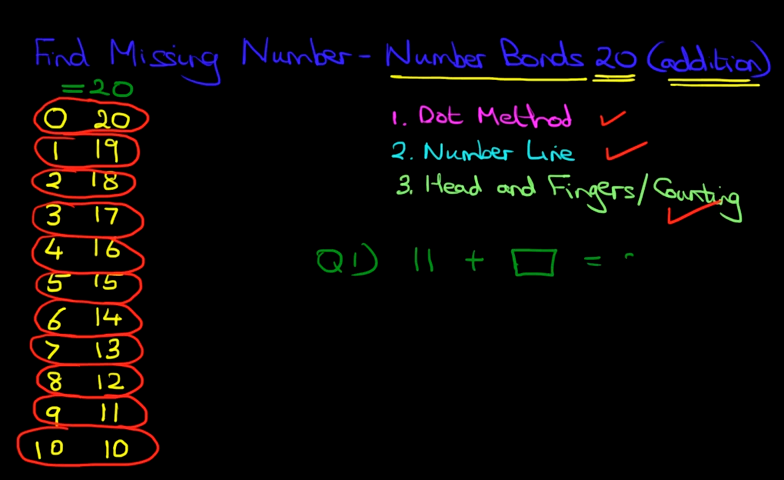 Find Missing Number - Number Bonds 20 (addition)
= 20
0 20
1 19
2 18
3 17
4 16
5 15
6 14
7 13
8 12
9 11
10 10
1. Dot Method ✓
2. Number Line ✓
3. Head and Fingers/Counting ✓
Q1) 11 + □ =